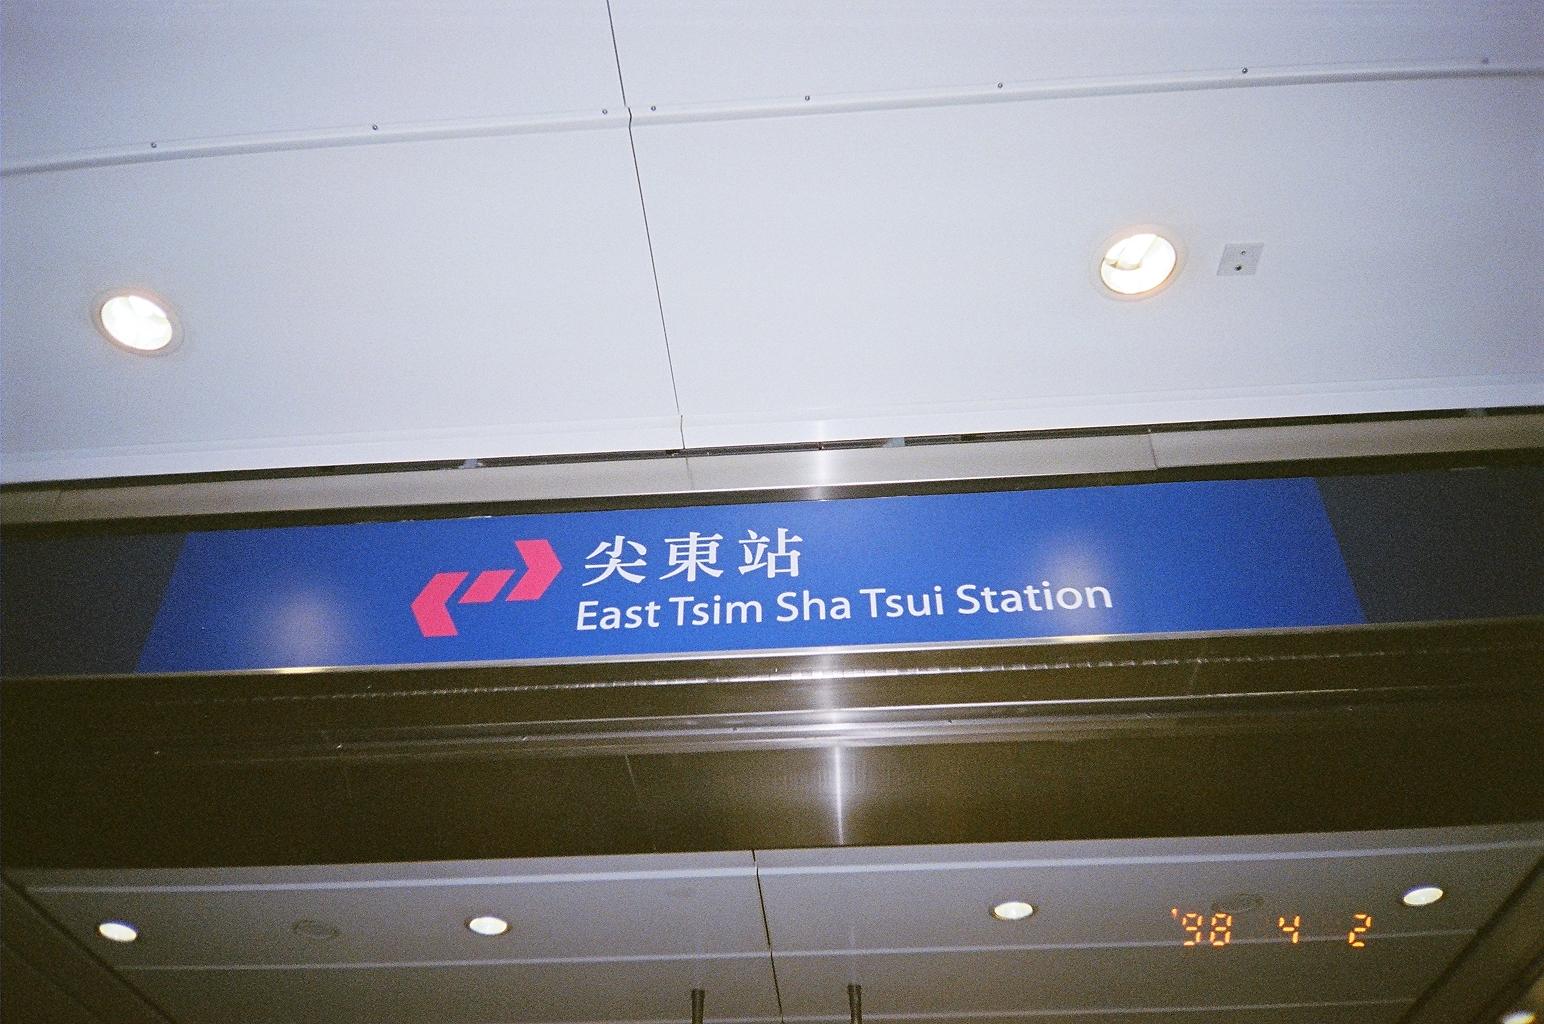 尖東站
East Tsim Sha Tsui Station
'98 4 2